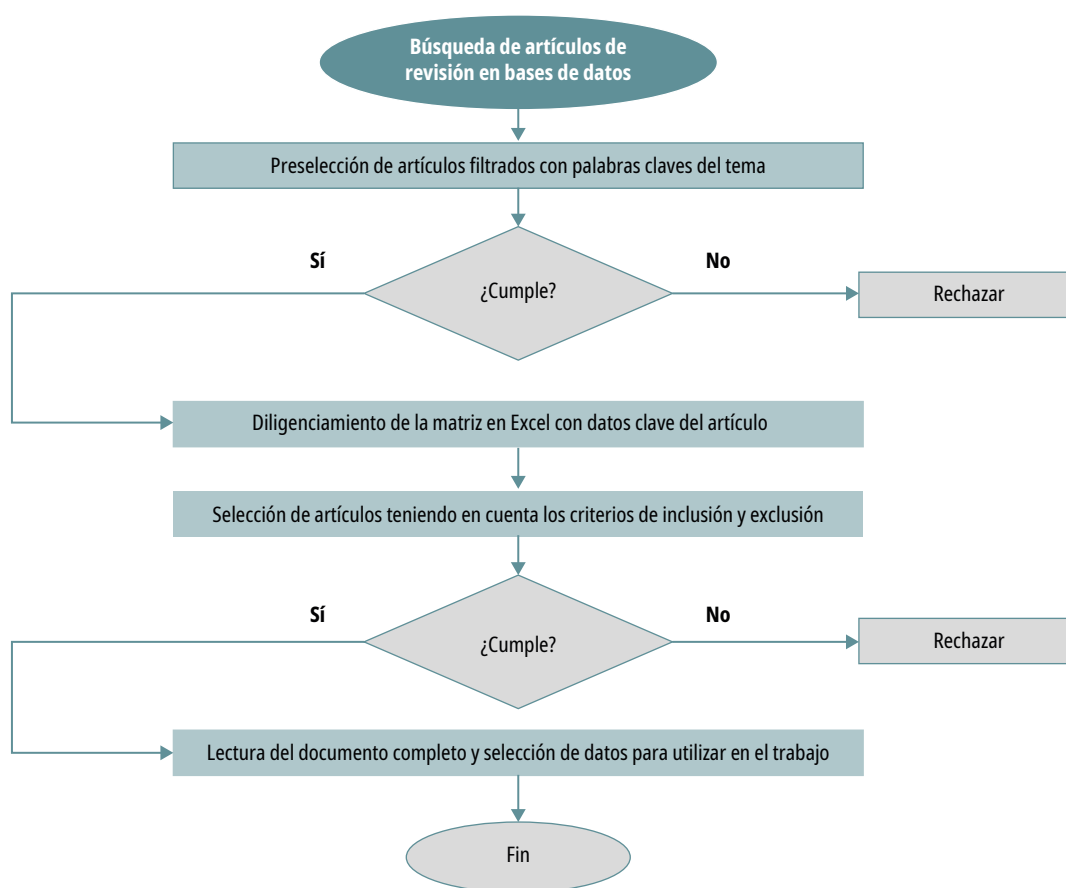 Búsqueda de artículos de
revisión en bases de datos
Preselección de artículos filtrados con palabras claves del tema
Sí
No
¿Cumple?
Rechazar
Diligenciamiento de la matriz en Excel con datos clave del artículo
Selección de artículos teniendo en cuenta los criterios de inclusión y exclusión
Sí
No
¿Cumple?
Rechazar
Lectura del documento completo y selección de datos para utilizar en el trabajo
Fin